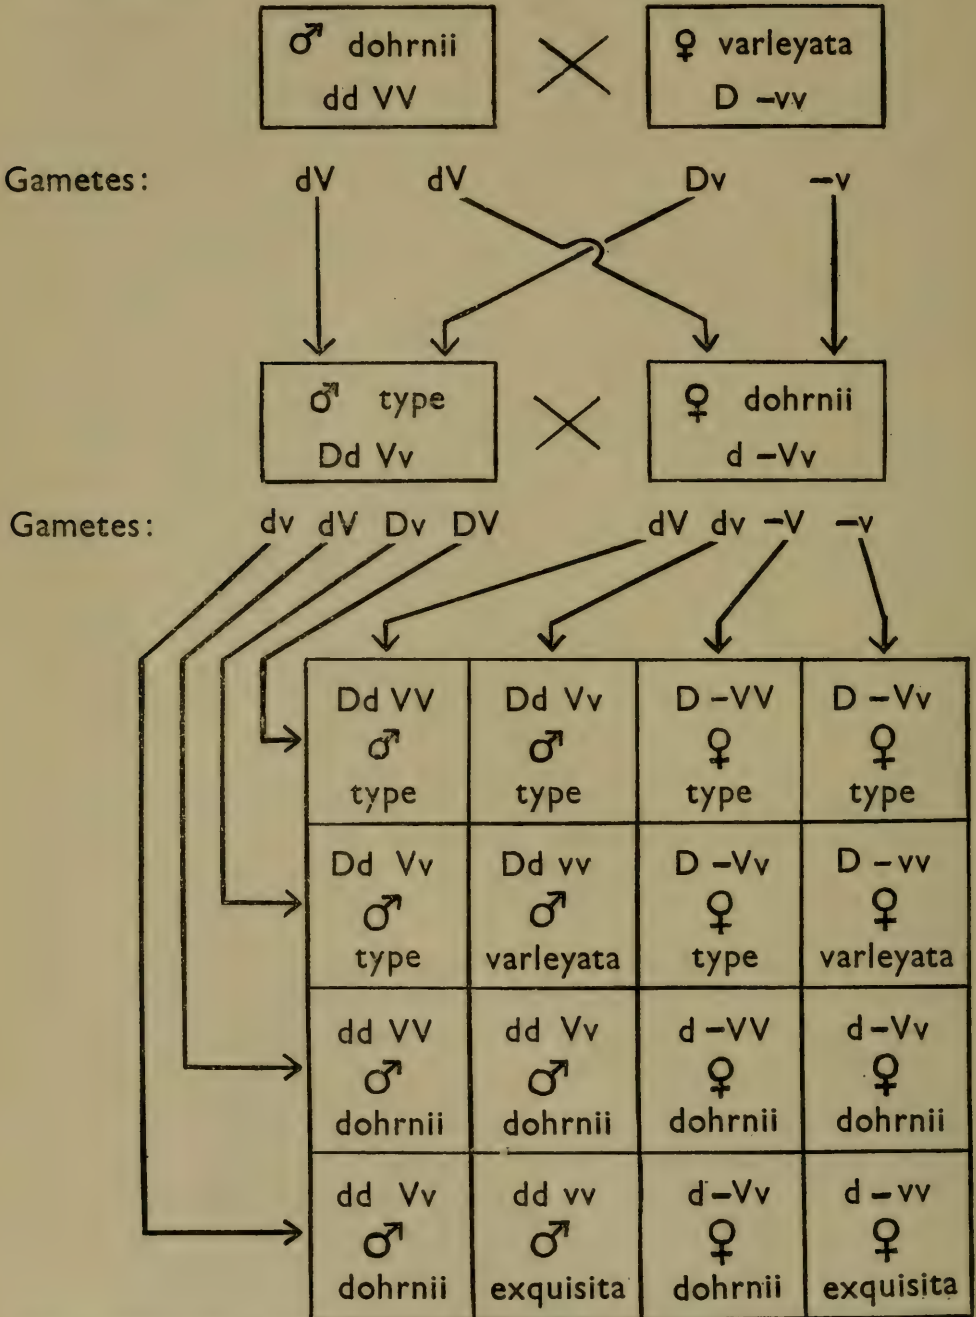 ♂ dohrnii ♀ varleyata
dd VV D –vv
Gametes: dV dV Dv –v
♂ type ♀ dohrnii
Dd Vv d –Vv
Gametes: dv dV Dv DV dV dv –V –v
Dd VV Dd Vv D –VV D –Vv
♂ ♂ ♀ ♀
type type type type
Dd Vv Dd vv D –Vv D –vv
♂ ♂ ♀ ♀
type varleyata type varleyata
dd VV dd Vv d –VV d –Vv
♂ ♂ ♀ ♀
dohrnii dohrnii dohrnii dohrnii
dd Vv dd vv d –Vv d –vv
♂ ♂ ♀ ♀
dohrnii exquisita dohrnii exquisita